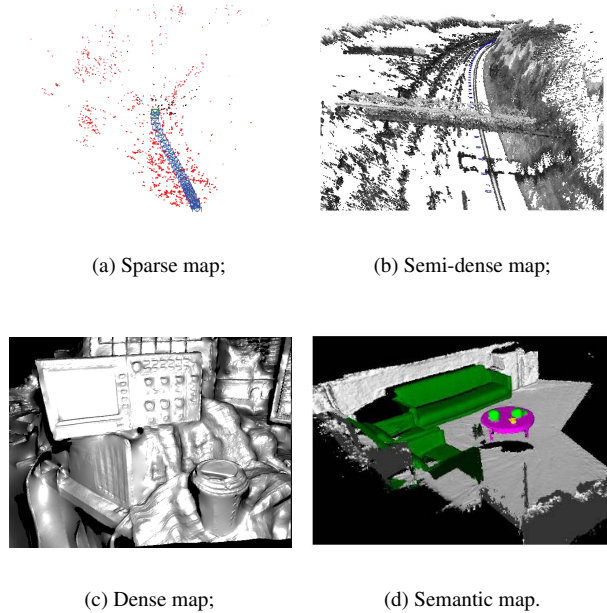 (a) Sparse map;
(b) Semi-dense map;
(c) Dense map;
(d) Semantic map.